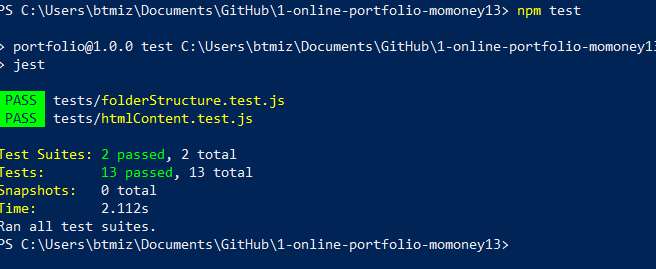 PS C:\Users\btmiz\Documents\GitHub\1-online-portfolio-momoney13> npm test
> portfolio@1.0.0 test C:\Users\btmiz\Documents\GitHub\1-online-portfolio-momoney13
> jest
PASS tests/folderStructure.test.js
PASS tests/htmlContent.test.js
Test Suites: 2 passed, 2 total
Tests: 13 passed, 13 total
Snapshots: 0 total
Time: 2.112s
Ran all test suites.
PS C:\Users\btmiz\Documents\GitHub\1-online-portfolio-momoney13>